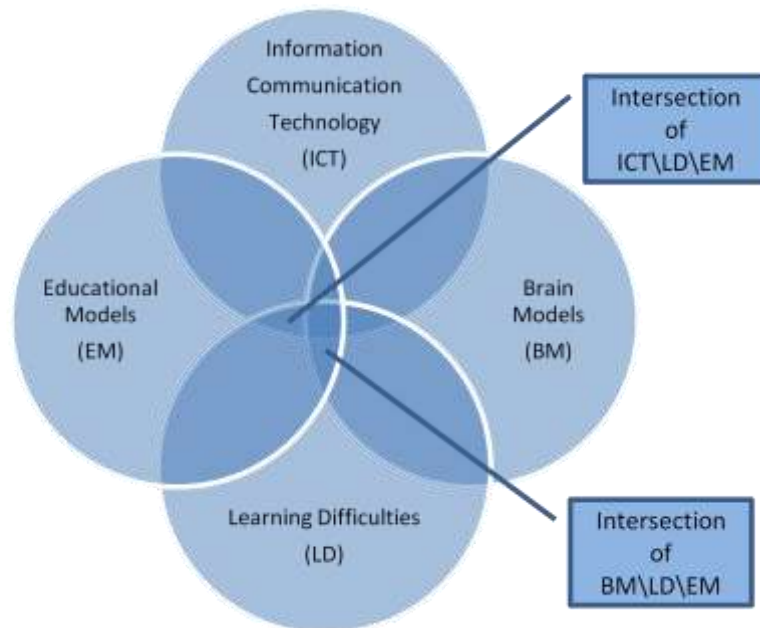 Information
Communication
Technology
(ICT)
Intersection
of
ICT\LD\EM
Educational
Models
(EM)
Brain
Models
(BM)
Learning Difficulties
(LD)
Intersection
of
BM\LD\EM